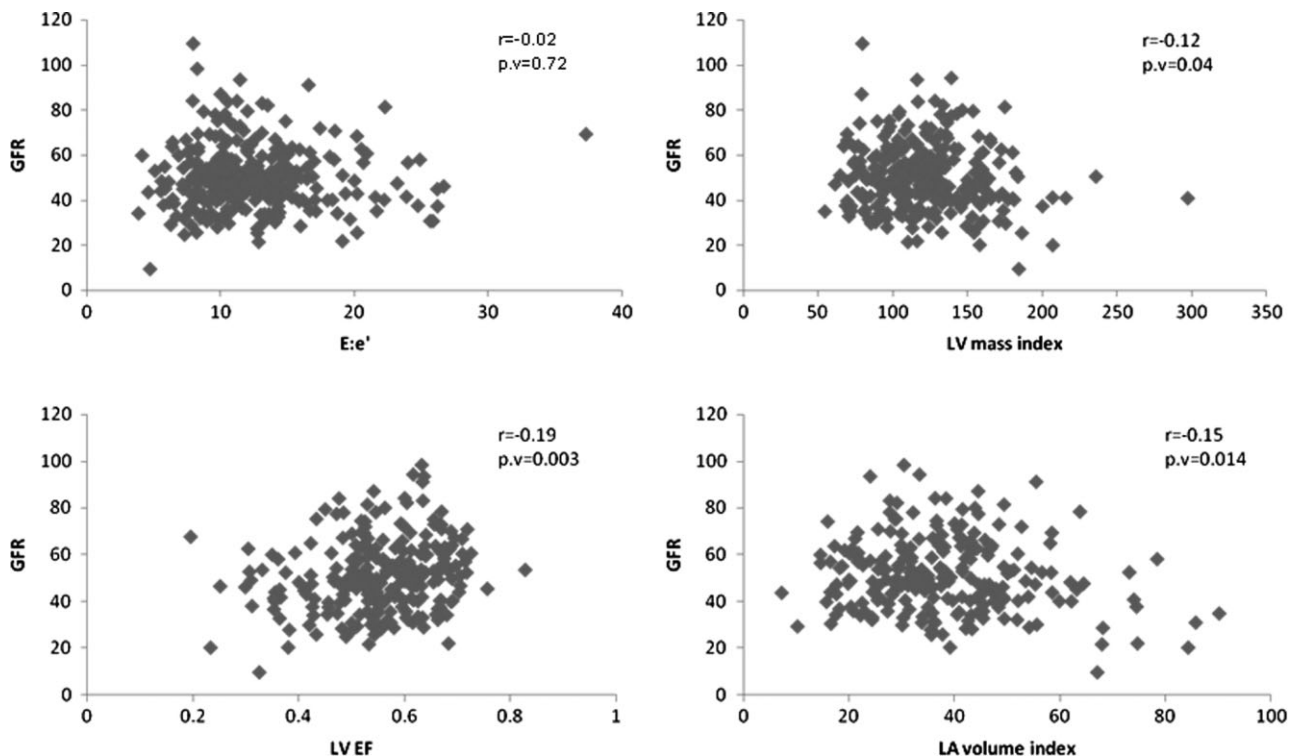 120
100
80
60
40
20
0
GFR
r=-0.02
p.v=0.72
0 10 20 30 40
E:e'
120
100
80
60
40
20
0
GFR
r=-0.12
p.v=0.04
0 50 100 150 200 250 300 350
LV mass index
120
100
80
60
40
20
0
GFR
r=-0.19
p.v=0.003
0 0.2 0.4 0.6 0.8 1
LV EF
120
100
80
60
40
20
0
GFR
r=-0.15
p.v=0.014
0 20 40 60 80 100
LA volume index